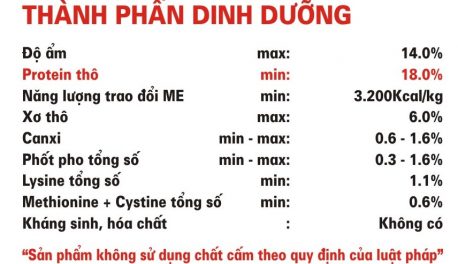 THÀNH PHẦN DINH DƯỠNG
Độ ẩm max: 14.0%
Protein thô min: 18.0%
Năng lượng trao đổi ME min: 3.200Kcal/kg
Xơ thô max: 6.0%
Canxi min - max: 0.6 - 1.6%
Phốt pho tổng số min - max: 0.3 - 1.6%
Lysine tổng số min: 1.1%
Methionine + Cystine tổng số min: 0.6%
Kháng sinh, hóa chất : Không có
“Sản phẩm không sử dụng chất cấm theo quy định của luật pháp”